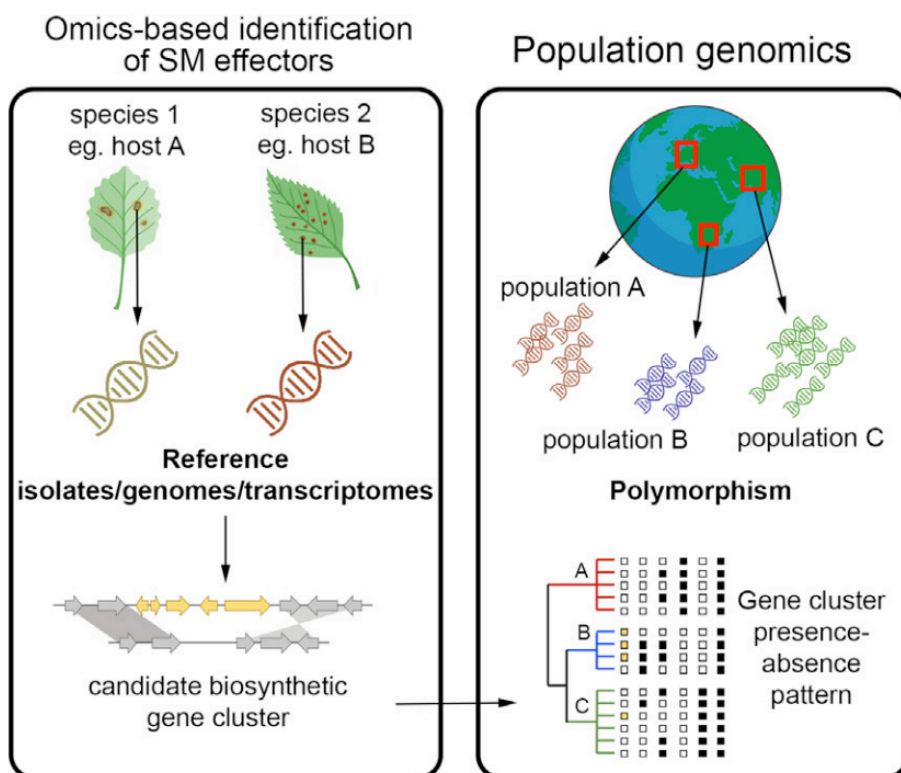 Omics-based identification
of SM effectors
species 1
eg. host A
species 2
eg. host B
Reference
isolates/genomes/transcriptomes
candidate biosynthetic
gene cluster
Population genomics
population A
population B
population C
Polymorphism
A
B
C
Gene cluster
presence-
absence
pattern